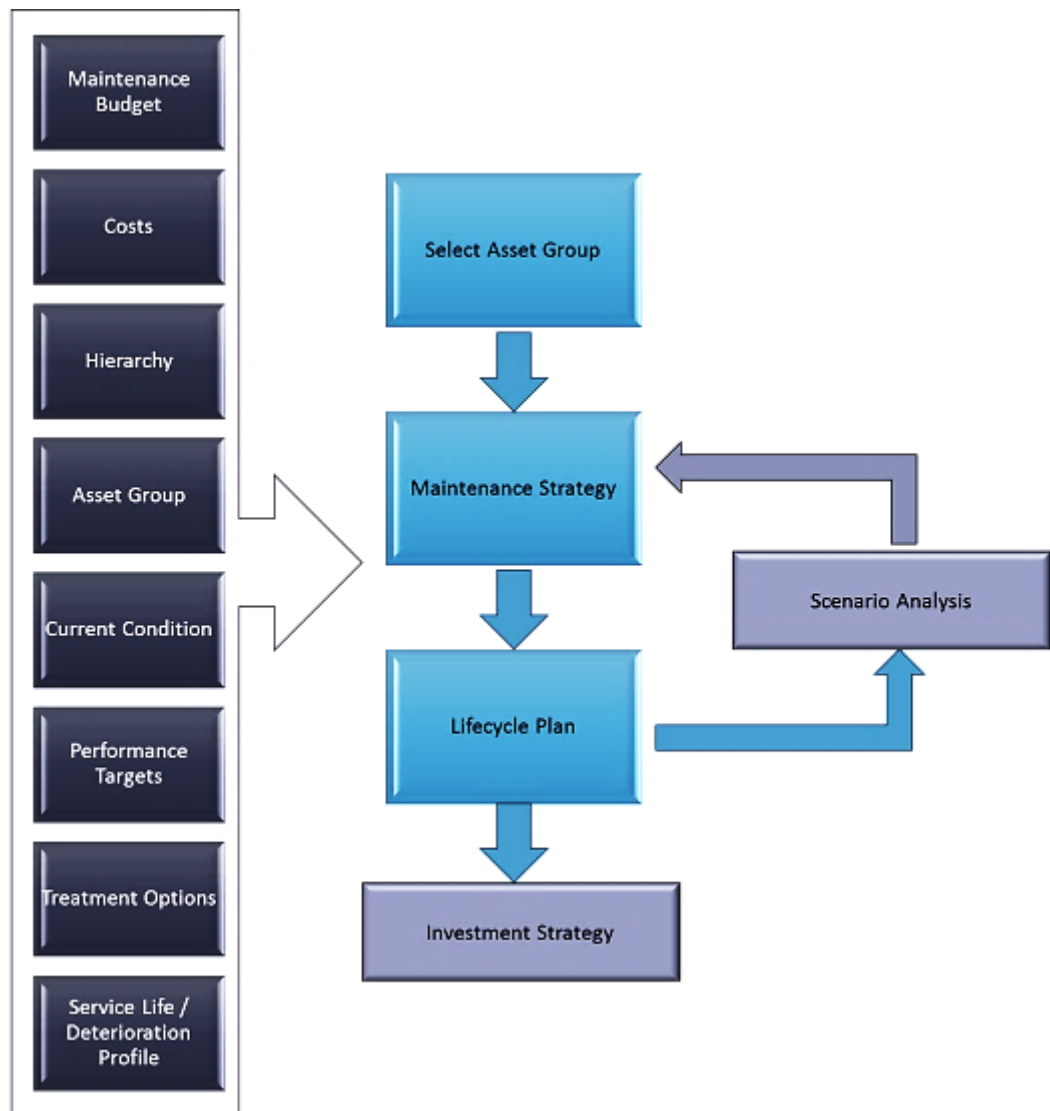 Maintenance
Budget
Costs
Hierarchy
Asset Group
Current Condition
Performance
Targets
Treatment Options
Service Life /
Deterioration
Profile
Select Asset Group
Maintenance Strategy
Lifecycle Plan
Investment Strategy
Scenario Analysis